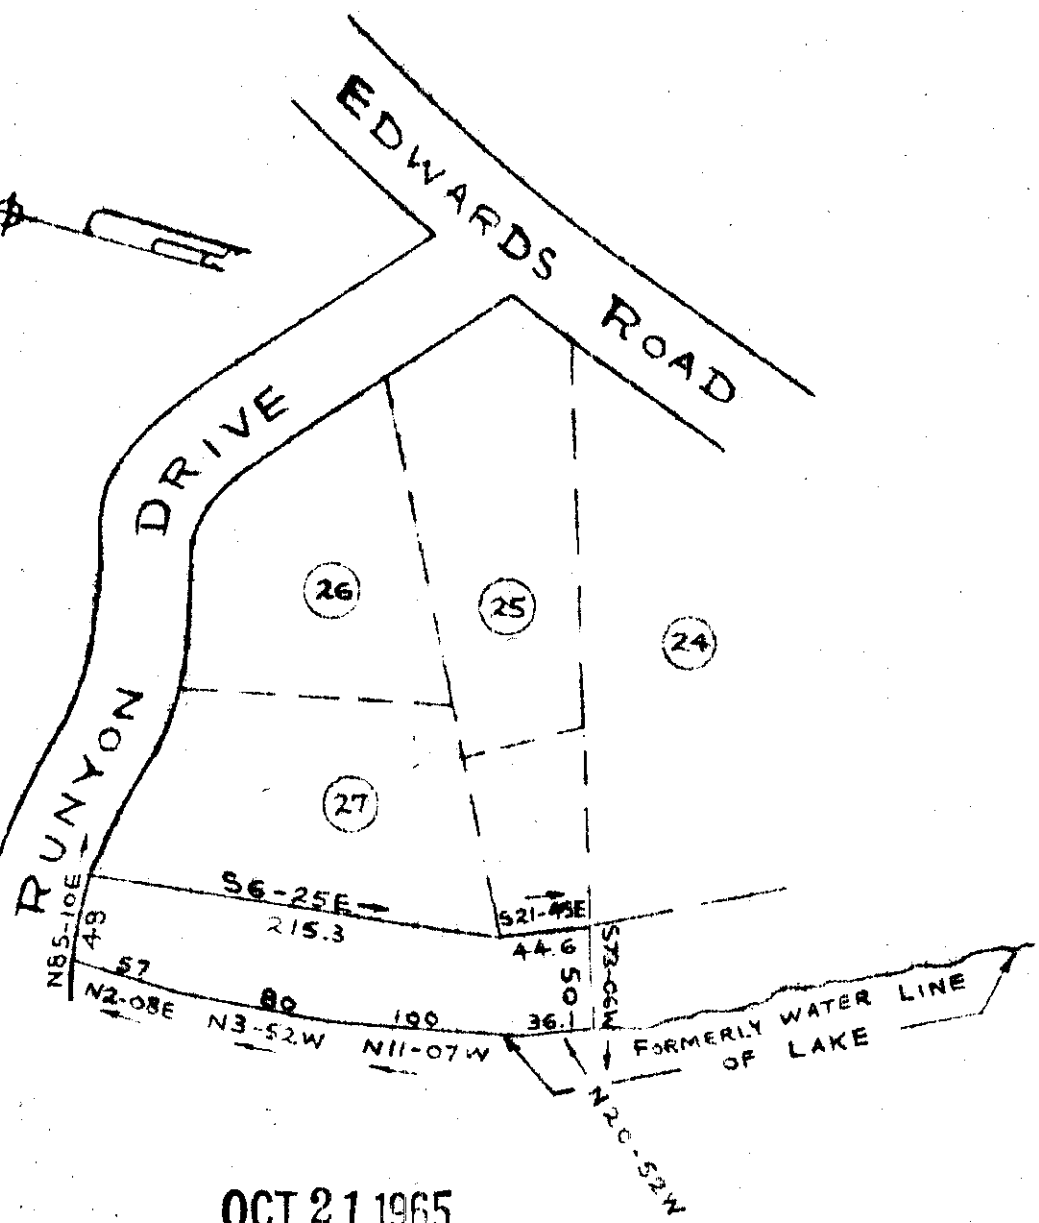 EDWARDS ROAD
RUNYON DRIVE
26
25
24
27
S6-25E
215.3
S21-45E
44.6
N85-10E
49
57
N2-08E
80
N3-52W
100
N11-07W
36.1
50
S73-06W
N20-52W
FORMERLY WATER LINE
OF LAKE
OCT 21 1965